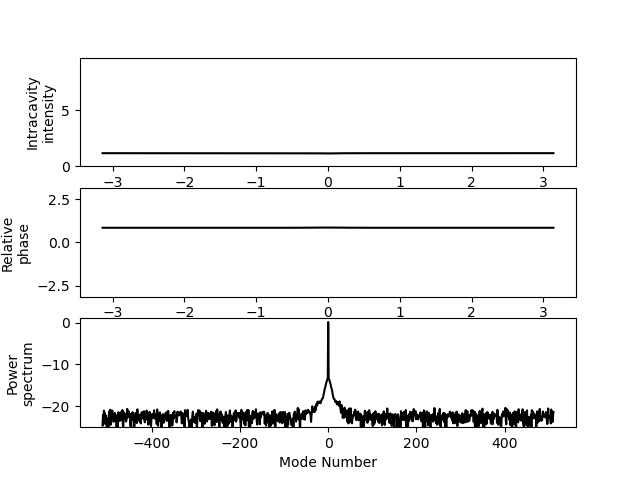 Intracavity
intensity
5
0
−3 −2 −1 0 1 2 3
Relative
phase
2.5
0.0
−2.5
−3 −2 −1 0 1 2 3
Power
spectrum
0
−10
−20
−400 −200 0 200 400
Mode Number